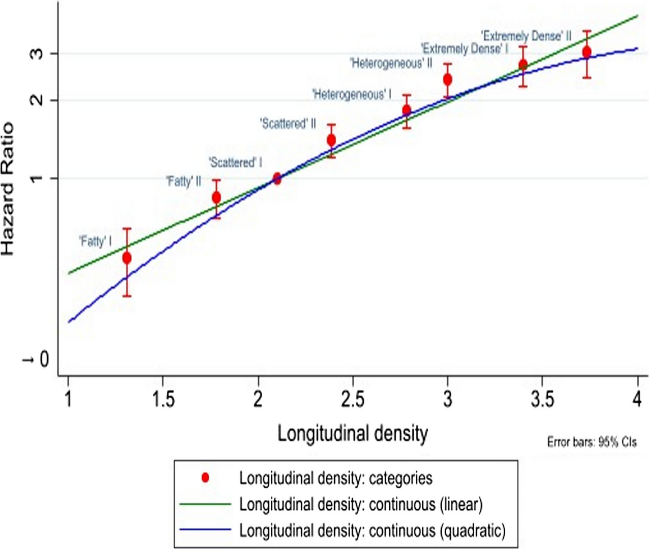 'Extremely Dense' II
'Extremely Dense' I
'Heterogeneous' II
'Heterogeneous' I
'Scattered' II
'Scattered' I
'Fatty' II
'Fatty' I
Hazard Ratio
3
2
1
→0
1 1.5 2 2.5 3 3.5 4
Longitudinal density
Error bars: 95% CIs
Longitudinal density: categories
Longitudinal density: continuous (linear)
Longitudinal density: continuous (quadratic)